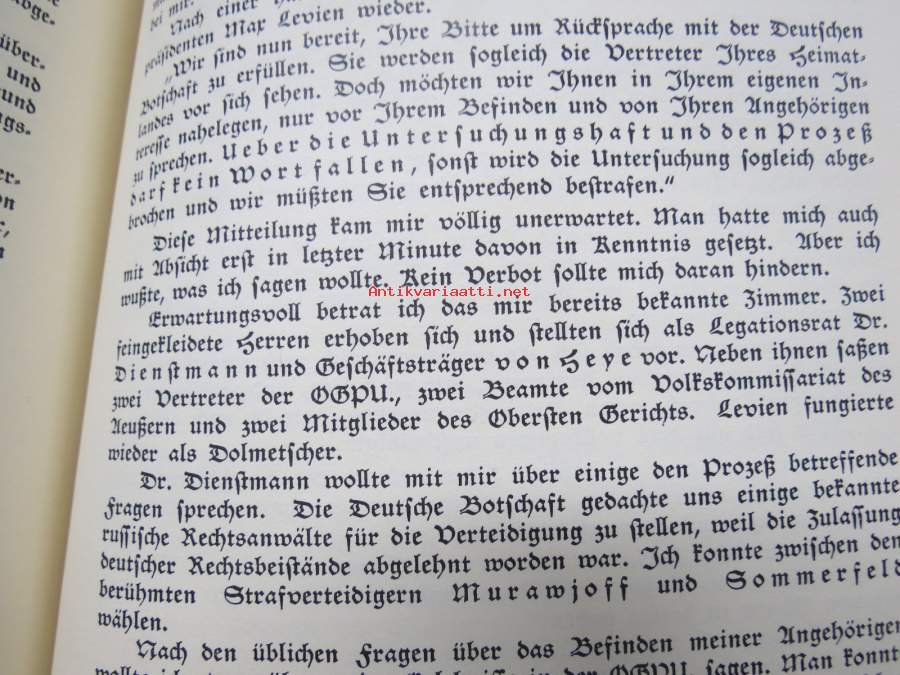 über-
und
und
Nach einer
präsidenten Max Levien wieder.
„Wir sind nun bereit, Ihre Bitte um Rücksprache mit der Deutschen
Botschaft zu erfüllen. Sie werden sogleich die Vertreter Ihres Heimat-
landes vor sich sehen. Doch möchten wir Ihnen in Ihrem eigenen In-
teresse nahelegen, nur vor Ihrem Befinden und von Ihren Angehörigen
zu sprechen. Ueber die Untersuchungshaft und den Prozeß
darf kein Wort fallen, sonst wird die Untersuchung sogleich abge-
brochen und wir müßten Sie entsprechend bestrafen.“
Diese Mitteilung kam mir völlig unerwartet. Man hatte mich auch
mit Absicht erst in letzter Minute davon in Kenntnis gesetzt. Aber ich
wußte, was ich sagen wollte. Kein Verbot sollte mich daran hindern.
Antikvariaatti.net
Erwartungsvoll betrat ich das mir bereits bekannte Zimmer. Zwei
feingekleidete Herren erhoben sich und stellten sich als Legationsrat Dr.
Dienstmann und Geschäftsträger von Heye vor. Neben ihnen saßen
zwei Vertreter der OGPU., zwei Beamte vom Volkskommissariat des
Aeußern und zwei Mitglieder des Obersten Gerichts. Levien fungierte
wieder als Dolmetscher.
Dr. Dienstmann wollte mit mir über einige den Prozeß betreffende
Fragen sprechen. Die Deutsche Botschaft gedachte uns einige bekannte
russische Rechtsanwälte für die Verteidigung zu stellen, weil die Zulassung
deutscher Rechtsbeistände abgelehnt worden war. Ich konnte zwischen den
berühmten Strafverteidigern Murawjoff und Sommerfeld
wählen.
Nach den üblichen Fragen über das Befinden meiner Angehörigen
in der OGPU. sagen. Man konnte